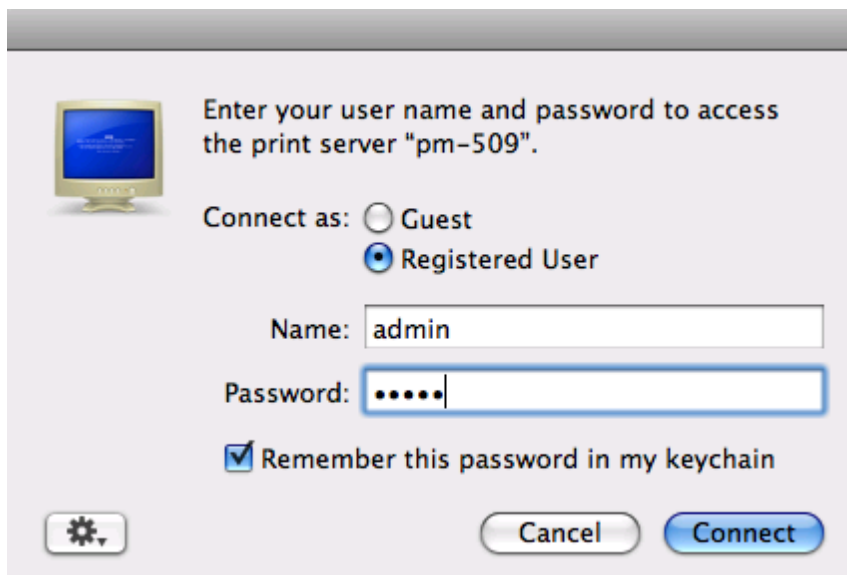 Enter your user name and password to access
the print server "pm-509".
Connect as: Guest
Registered User
Name: admin
Password: •••••
Remember this password in my keychain
Cancel Connect